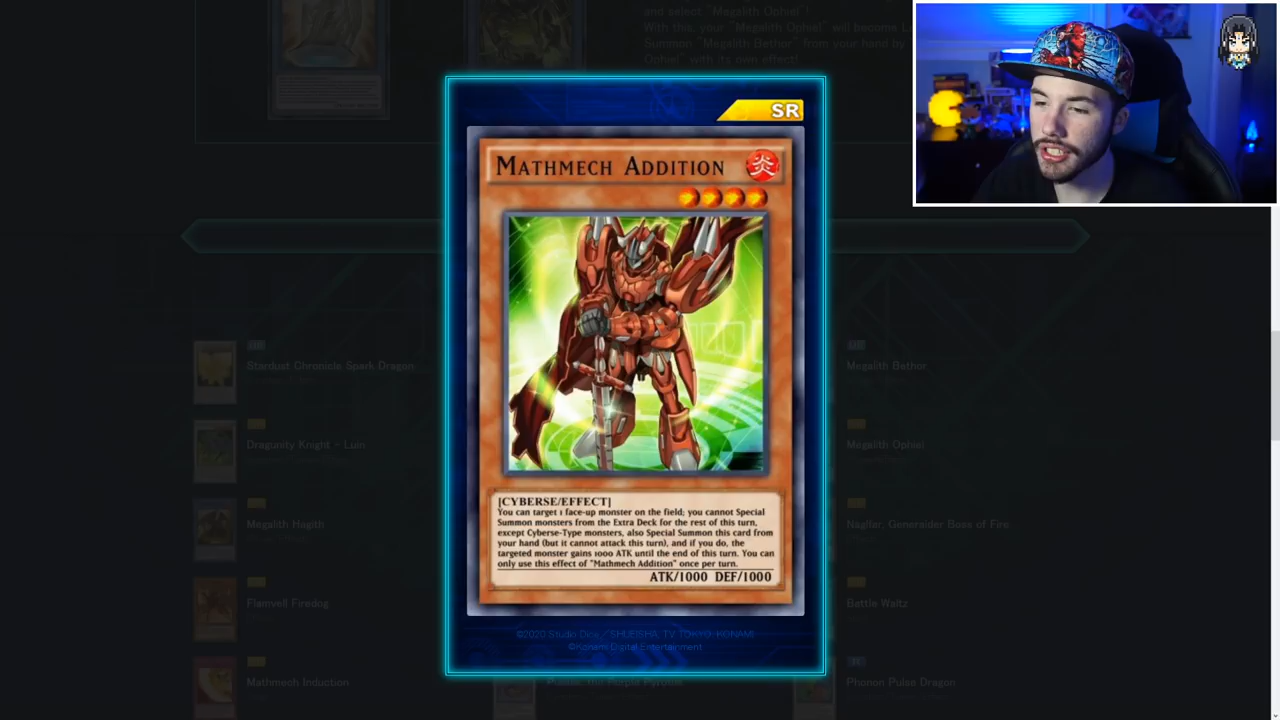 and select "Megalith Ophiel"!
With this, your "Megalith Ophiel" will become L
Summon "Megalith Bethor" from your hand by
Ophiel" with its own effect!
SR
MATHMECH ADDITION
炎
[CYBERSE/EFFECT]
You can target 1 face-up monster on the field; you cannot Special
Summon monsters from the Extra Deck for the rest of this turn,
except Cyberse-Type monsters, also Special Summon this card from
your hand (but it cannot attack this turn), and if you do, the
targeted monster gains 1000 ATK until the end of this turn. You can
only use this effect of "Mathmech Addition" once per turn.
ATK/1000 DEF/1000
©2020 Studio Dice／SHUEISHA, TV TOKYO, KONAMI
©Konami Digital Entertainment
UR
Stardust Chronicle Spark Dragon
UR
Megalith Bethor
Dragunity Knight - Luin
Megalith Ophiel
Megalith Hagith
Naglfar, Generaider Boss of Fire
Flamvell Firedog
Battle Waltz
Mathmech Induction
Phonon Pulse Dragon